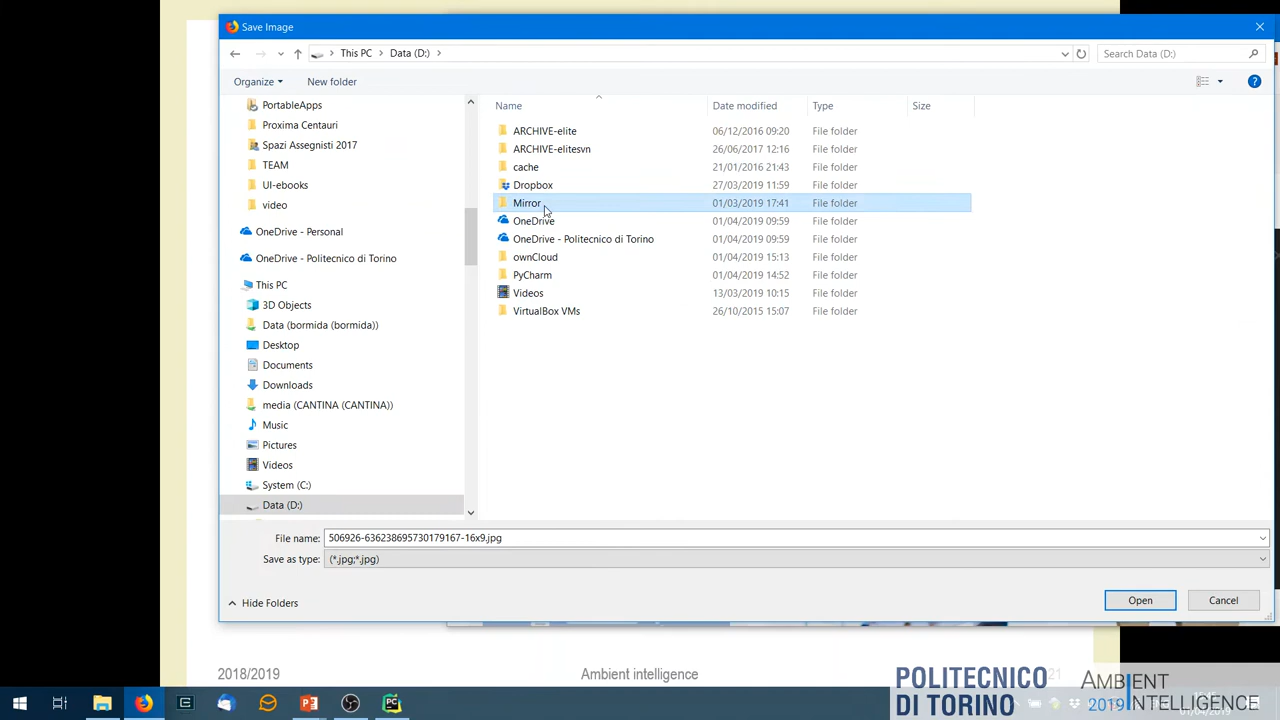 Save Image
This PC > Data (D:) >
Search Data (D:)
Organize
New folder
PortableApps
Proxima Centauri
Spazi Assegnisti 2017
TEAM
UI-ebooks
video
OneDrive - Personal
OneDrive - Politecnico di Torino
This PC
3D Objects
Data (bormida (bormida))
Desktop
Documents
Downloads
media (CANTINA (CANTINA))
Music
Pictures
Videos
System (C:)
Data (D:)
Name Date modified Type Size
ARCHIVE-elite 06/12/2016 09:20 File folder
ARCHIVE-elitesvn 26/06/2017 12:16 File folder
cache 21/01/2016 21:43 File folder
Dropbox 27/03/2019 11:59 File folder
Mirror 01/03/2019 17:41 File folder
OneDrive 01/04/2019 09:59 File folder
OneDrive - Politecnico di Torino 01/04/2019 09:59 File folder
ownCloud 01/04/2019 15:13 File folder
PyCharm 01/04/2019 14:52 File folder
Videos 13/03/2019 10:15 File folder
VirtualBox VMs 26/10/2015 15:07 File folder
File name: 506926-636238695730179167-16x9.jpg
Save as type: (*.jpg;*.jpg)
Hide Folders
Open
Cancel
2018/2019
Ambient intelligence
21
POLITECNICO
DI TORINO
AMBIENT
2019 INTELLIGENCE
01/04/2019